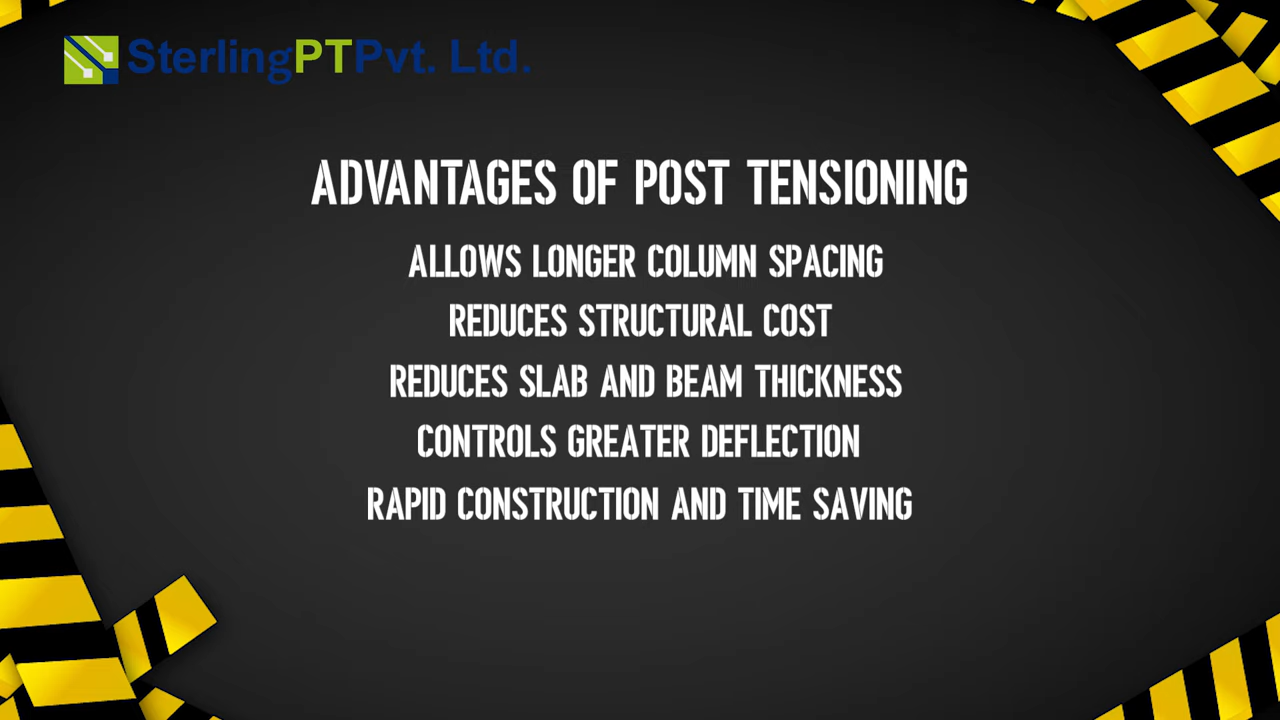 SterlingPTPvt. Ltd.
ADVANTAGES OF POST TENSIONING
ALLOWS LONGER COLUMN SPACING
REDUCES STRUCTURAL COST
REDUCES SLAB AND BEAM THICKNESS
CONTROLS GREATER DEFLECTION
RAPID CONSTRUCTION AND TIME SAVING